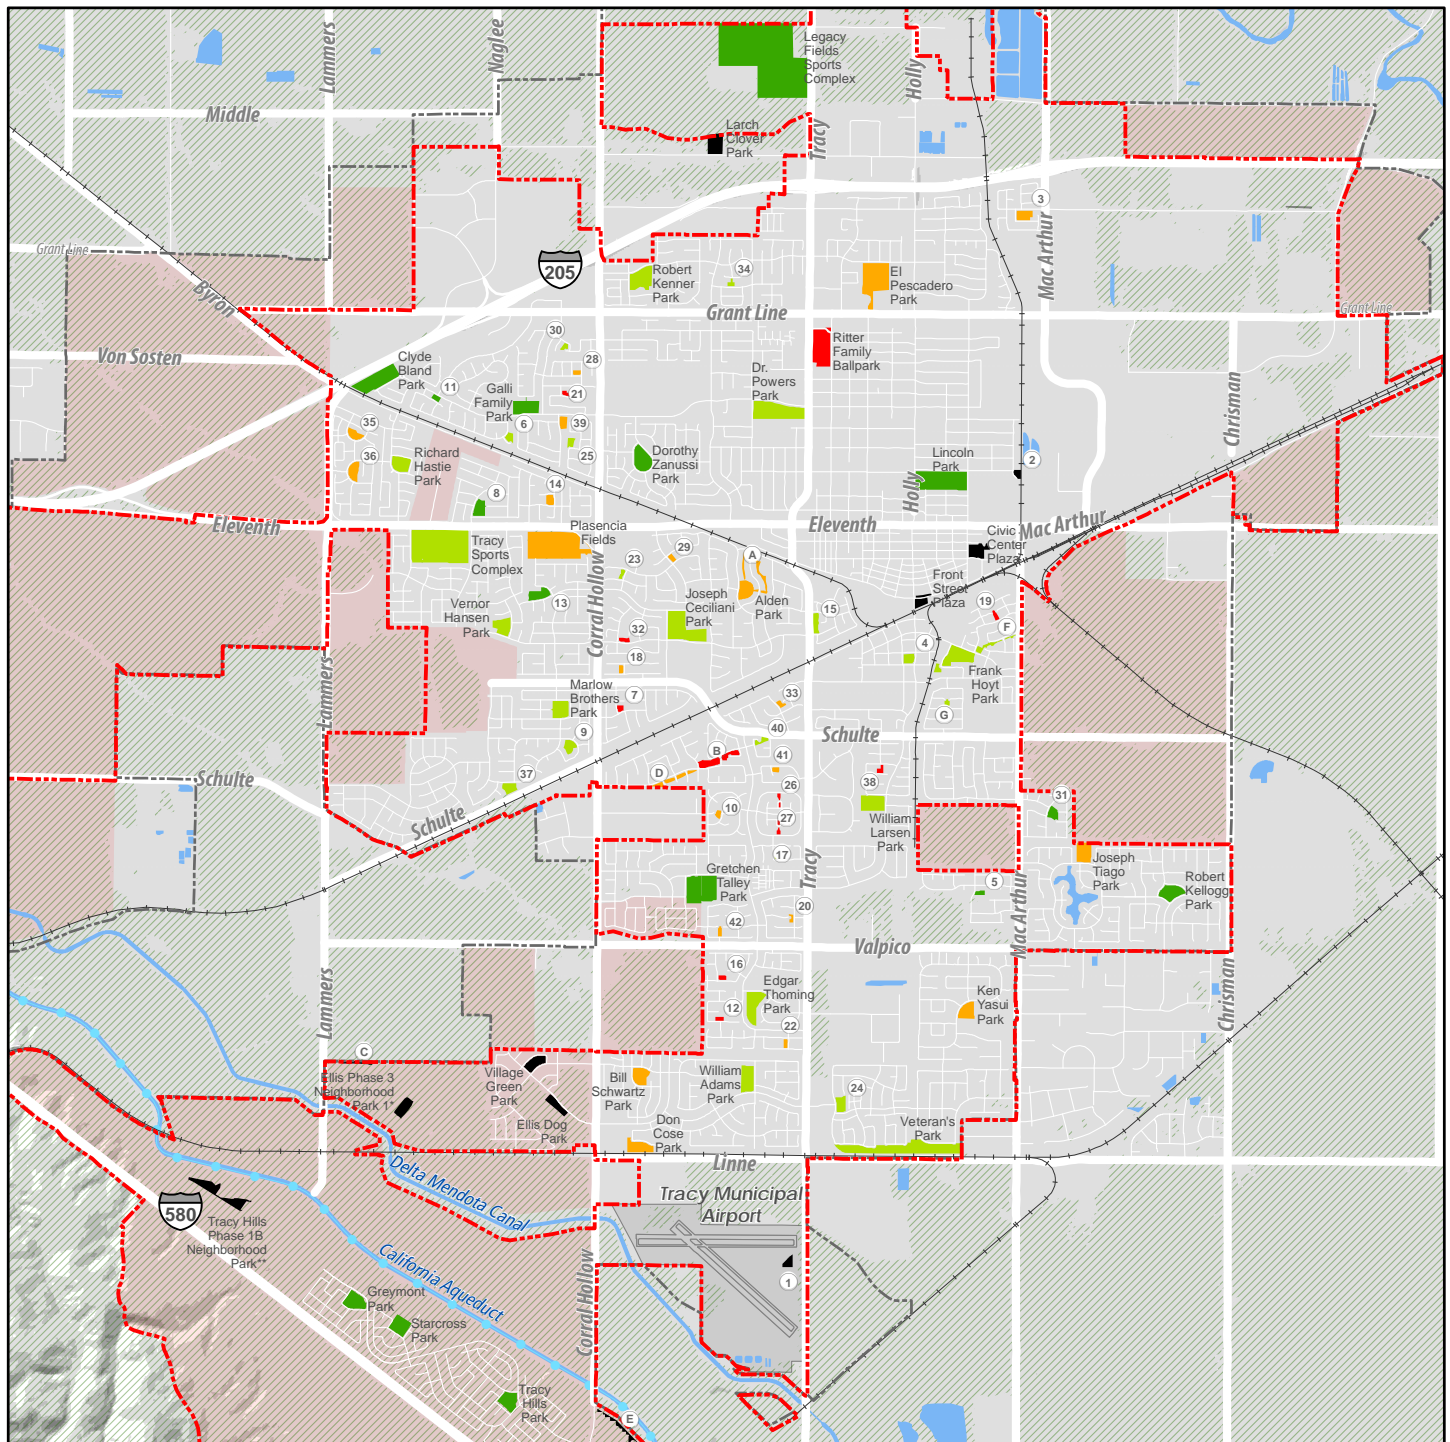 Legacy
Fields
Sports
Complex
Lammers
Naglee
Holly
Middle
Larch
Clover
Park
Tracy
3
Mac Arthur
Grant Line
205
Robert
Kenner
Park
34
El
Pescadero
Park
Byron
Grant Line
Grant Line
30
Von Sosten
Clyde
Bland
Park
28
Ritter
Family
Ballpark
Dr.
Powers
Park
Galli
Family
Park
11
21
6
39
Chrisman
35
36
Richard
Hastie
Park
25
Dorothy
Zanussi
Park
Lincoln
Park
2
Holly
8
14
Eleventh
Plasencia
Fields
Eleventh
Mac Arthur
Civic
Center
Plaza
Tracy
Sports
Complex
23
29
A
Corral Hollow
Front
Street
Plaza
13
Joseph
Ceciliani
Park
Alden
Park
15
19
Vernor
Hansen
Park
32
F
4
18
Frank
Hoyt
Park
Lammers
Marlow
Brothers
Park
7
33
G
9
40
Schulte
B
41
Schulte
37
D
26
38
31
10
27
William
Larsen
Park
Schulte
17
Tracy
Gretchen
Talley
Park
5
Joseph
Tiago
Park
Robert
Kellogg
Park
20
42
MacArthur
Valpico
16
Edgar
Thoming
Park
Ken
Yasui
Park
Lammers
12
22
Chrisman
C
Ellis Phase 3
Neighborhood
Park 1*
Village
Green
Park
Bill
Schwartz
Park
William
Adams
Park
24
Ellis Dog
Park
Don
Cose
Park
Veteran's
Park
Linne
Delta Mendota Canal
Tracy Municipal
Airport
580
Tracy Hills
Phase 1B
Neighborhood
Park**
California Aqueduct
Corral Hollow
1
Greymont
Park
Starcross
Park
Tracy
Hills
Park
E